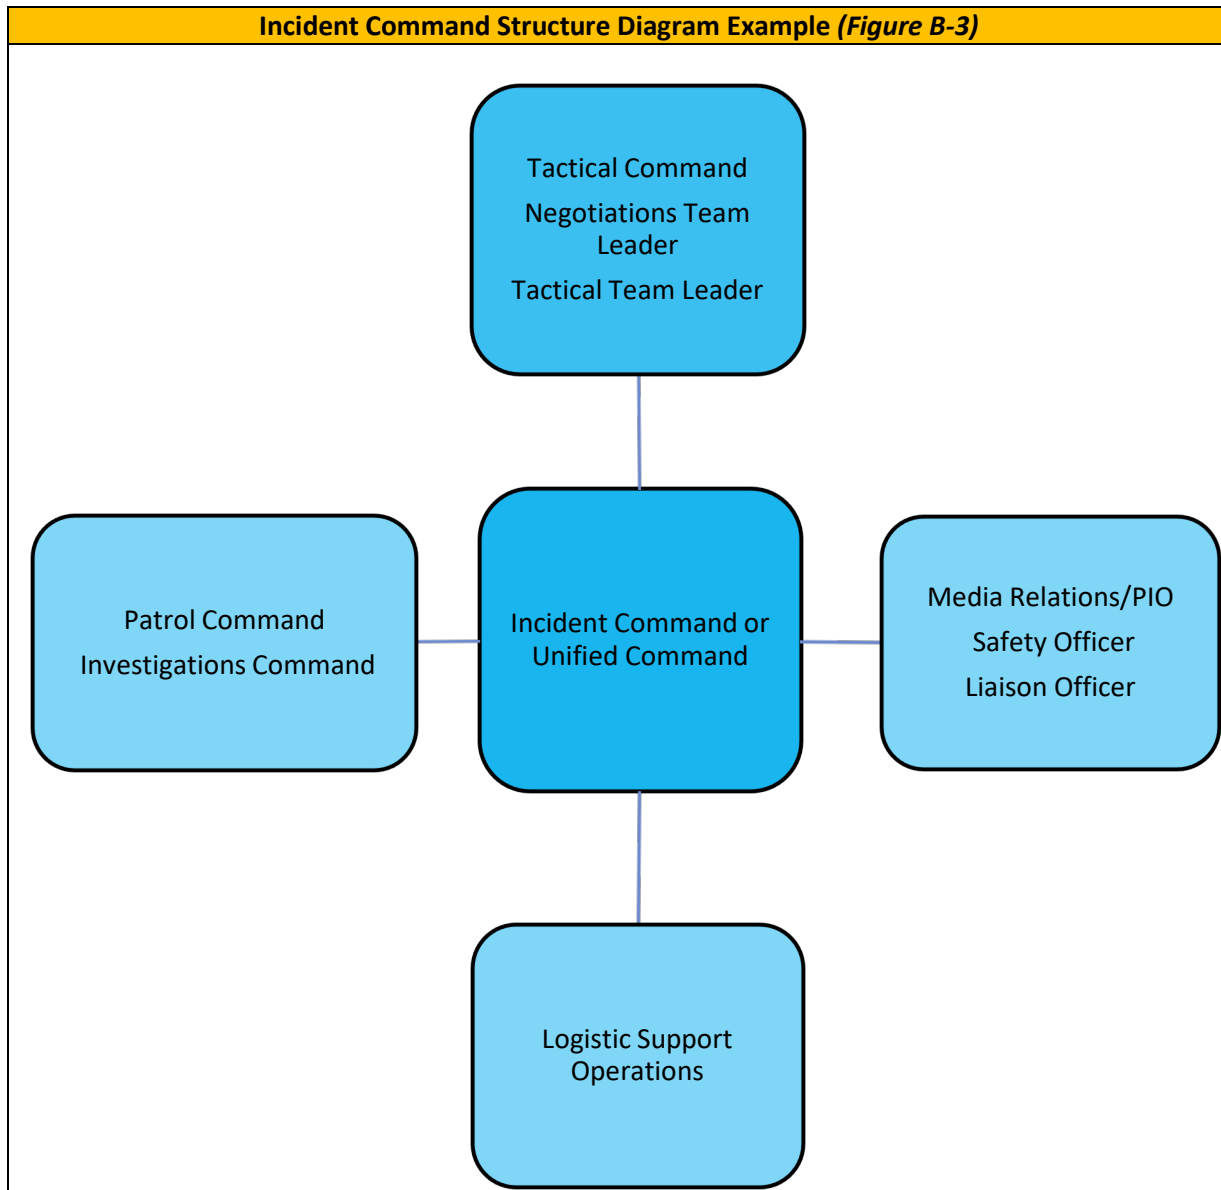 Incident Command Structure Diagram Example (Figure B-3)
Tactical Command
Negotiations Team
Leader
Tactical Team Leader
Patrol Command
Investigations Command
Incident Command or
Unified Command
Media Relations/PIO
Safety Officer
Liaison Officer
Logistic Support
Operations